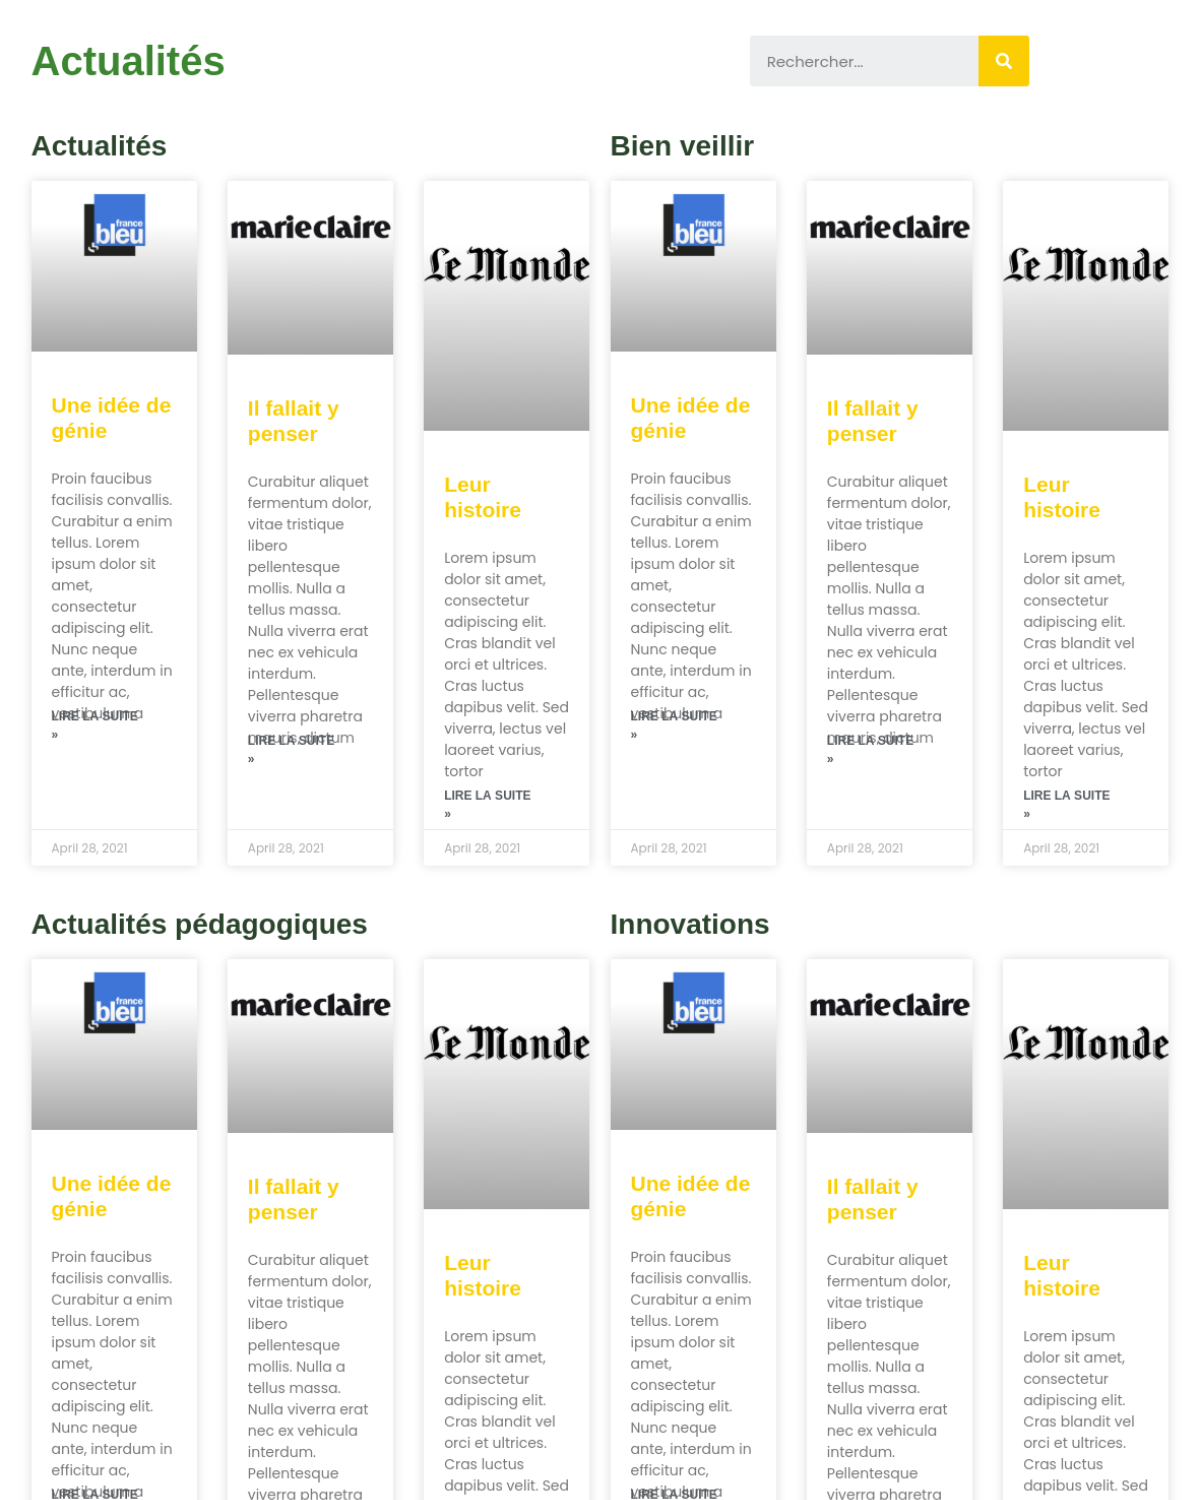 Actualités
Rechercher...
Actualités
france
bleu
Une idée de
génie
Proin faucibus
facilisis convallis.
Curabitur a enim
tellus. Lorem
ipsum dolor sit
amet,
consectetur
adipiscing elit.
Nunc neque
ante, interdum in
efficitur ac,
vestibulum a
LIRE LA SUITE
»
April 28, 2021
marie claire
Il fallait y
penser
Curabitur aliquet
fermentum dolor,
vitae tristique
libero
pellentesque
mollis. Nulla a
tellus massa.
Nulla viverra erat
nec ex vehicula
interdum.
Pellentesque
viverra pharetra
mauris, dictum
LIRE LA SUITE
»
April 28, 2021
Le Monde
Leur
histoire
Lorem ipsum
dolor sit amet,
consectetur
adipiscing elit.
Cras blandit vel
orci et ultrices.
Cras luctus
dapibus velit. Sed
viverra, lectus vel
laoreet varius,
tortor
LIRE LA SUITE
»
April 28, 2021
Bien veillir
france
bleu
Une idée de
génie
Proin faucibus
facilisis convallis.
Curabitur a enim
tellus. Lorem
ipsum dolor sit
amet,
consectetur
adipiscing elit.
Nunc neque
ante, interdum in
efficitur ac,
vestibulum a
LIRE LA SUITE
»
April 28, 2021
marie claire
Il fallait y
penser
Curabitur aliquet
fermentum dolor,
vitae tristique
libero
pellentesque
mollis. Nulla a
tellus massa.
Nulla viverra erat
nec ex vehicula
interdum.
Pellentesque
viverra pharetra
mauris, dictum
LIRE LA SUITE
»
April 28, 2021
Le Monde
Leur
histoire
Lorem ipsum
dolor sit amet,
consectetur
adipiscing elit.
Cras blandit vel
orci et ultrices.
Cras luctus
dapibus velit. Sed
viverra, lectus vel
laoreet varius,
tortor
LIRE LA SUITE
»
April 28, 2021
Actualités pédagogiques
france
bleu
Une idée de
génie
Proin faucibus
facilisis convallis.
Curabitur a enim
tellus. Lorem
ipsum dolor sit
amet,
consectetur
adipiscing elit.
Nunc neque
ante, interdum in
efficitur ac,
vestibulum a
LIRE LA SUITE
marie claire
Il fallait y
penser
Curabitur aliquet
fermentum dolor,
vitae tristique
libero
pellentesque
mollis. Nulla a
tellus massa.
Nulla viverra erat
nec ex vehicula
interdum.
Pellentesque
viverra pharetra
Le Monde
Leur
histoire
Lorem ipsum
dolor sit amet,
consectetur
adipiscing elit.
Cras blandit vel
orci et ultrices.
Cras luctus
dapibus velit. Sed
Innovations
france
bleu
Une idée de
génie
Proin faucibus
facilisis convallis.
Curabitur a enim
tellus. Lorem
ipsum dolor sit
amet,
consectetur
adipiscing elit.
Nunc neque
ante, interdum in
efficitur ac,
vestibulum a
LIRE LA SUITE
marie claire
Il fallait y
penser
Curabitur aliquet
fermentum dolor,
vitae tristique
libero
pellentesque
mollis. Nulla a
tellus massa.
Nulla viverra erat
nec ex vehicula
interdum.
Pellentesque
viverra pharetra
Le Monde
Leur
histoire
Lorem ipsum
dolor sit amet,
consectetur
adipiscing elit.
Cras blandit vel
orci et ultrices.
Cras luctus
dapibus velit. Sed